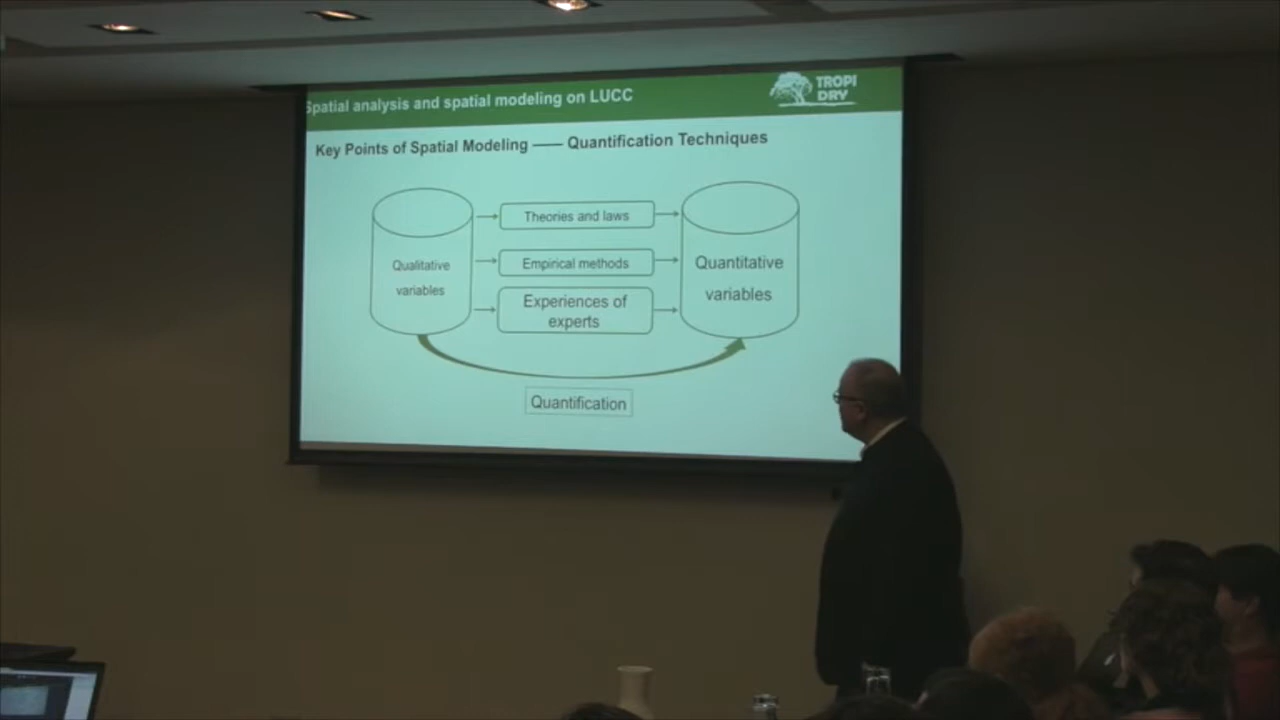 Spatial analysis and spatial modeling on LUCC
TROPI
DRY
Key Points of Spatial Modeling —— Quantification Techniques
Qualitative
variables
Theories and laws
Empirical methods
Experiences of
experts
Quantitative
variables
Quantification